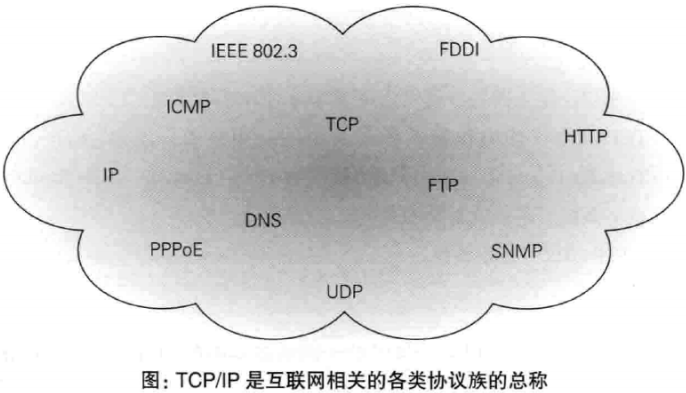 IEEE 802.3
FDDI
ICMP
TCP
HTTP
IP
FTP
DNS
PPPoE
SNMP
UDP
图：TCP/IP 是互联网相关的各类协议族的总称